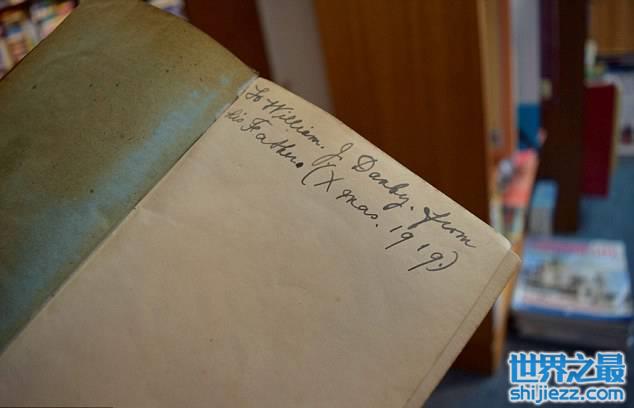 To William. J. Danby. from
his Father. (Xmas. 1919.)
世界之最
shijiezz.com